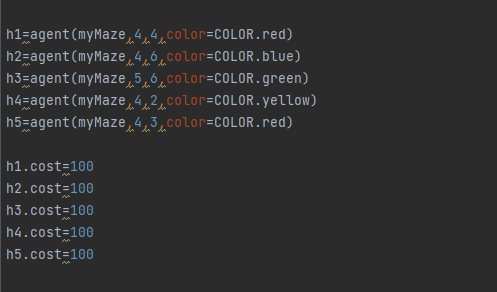 h1=agent(myMaze,4,4,color=COLOR.red)
h2=agent(myMaze,4,6,color=COLOR.blue)
h3=agent(myMaze,5,6,color=COLOR.green)
h4=agent(myMaze,4,2,color=COLOR.yellow)
h5=agent(myMaze,4,3,color=COLOR.red)
h1.cost=100
h2.cost=100
h3.cost=100
h4.cost=100
h5.cost=100